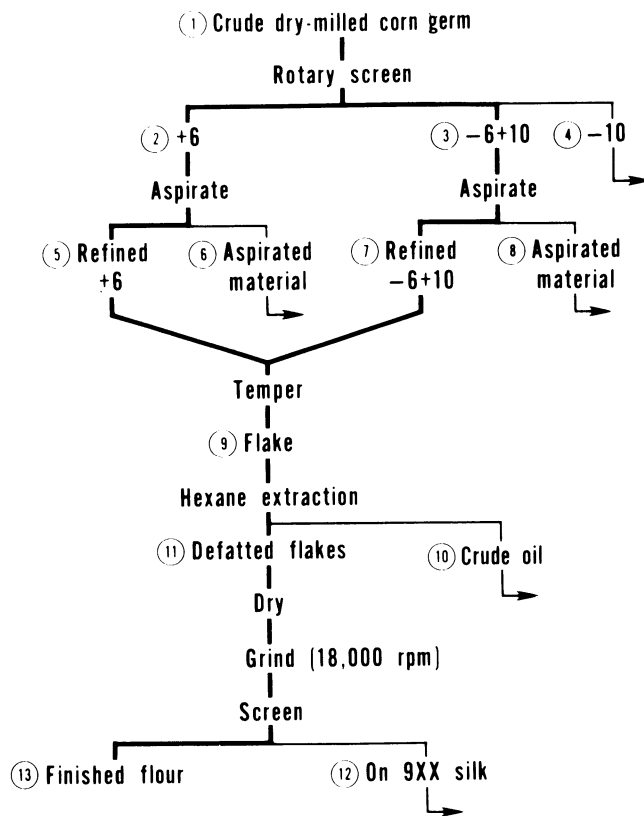 1 Crude dry-milled corn germ
Rotary screen
2 +6
3 −6+10
4 −10
Aspirate
Aspirate
5 Refined
+6
6 Aspirated
material
7 Refined
−6+10
8 Aspirated
material
Temper
9 Flake
Hexane extraction
11 Defatted flakes
10 Crude oil
Dry
Grind (18,000 rpm)
Screen
13 Finished flour
12 On 9XX silk